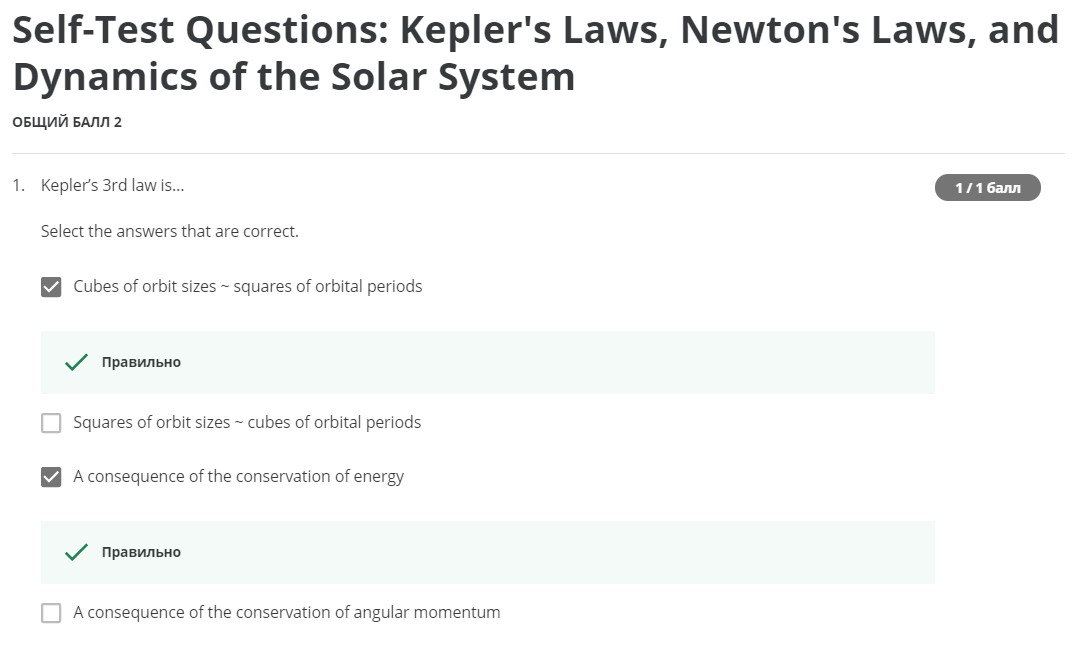 Self-Test Questions: Kepler's Laws, Newton's Laws, and
Dynamics of the Solar System
ОБЩИЙ БАЛЛ 2
1. Kepler’s 3rd law is...
1 / 1 балл
Select the answers that are correct.
Cubes of orbit sizes ~ squares of orbital periods
Правильно
Squares of orbit sizes ~ cubes of orbital periods
A consequence of the conservation of energy
Правильно
A consequence of the conservation of angular momentum